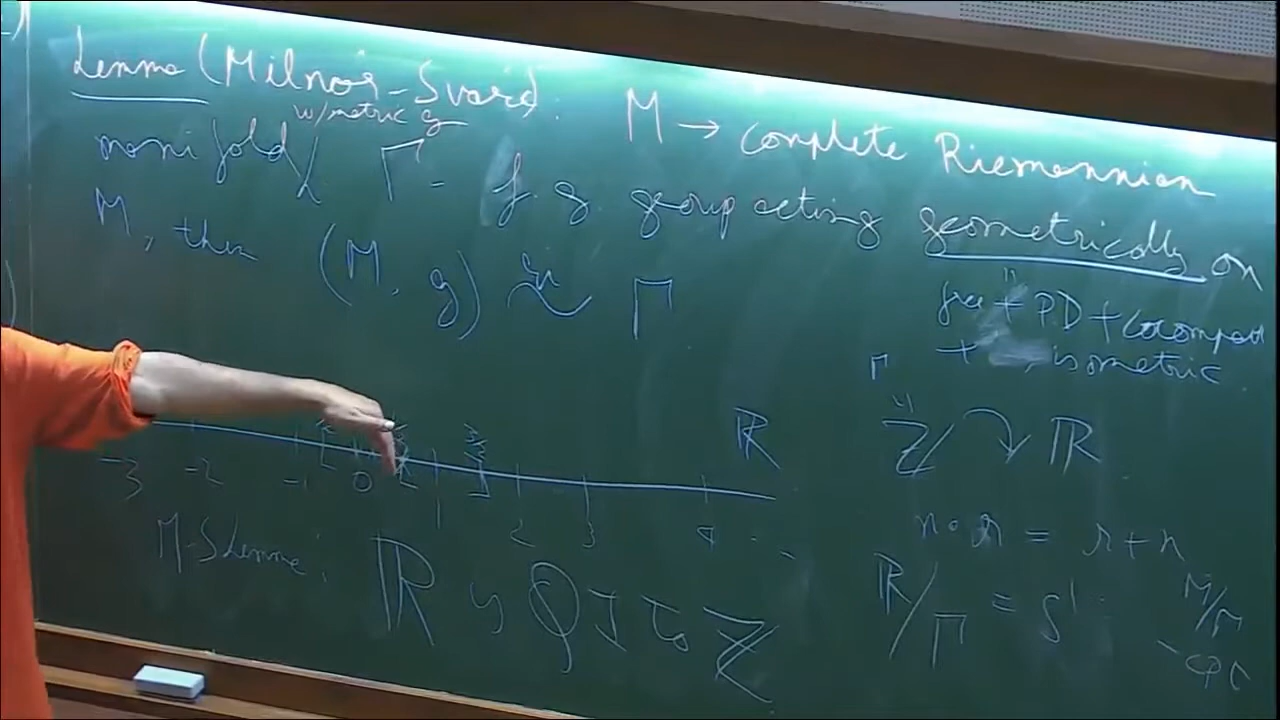 Lemma (Milnor-Svarc): M → complete Riemannian
w/metric g
manifold, Γ - f.g. group acting geometrically on
M, then (M, g) ~ Γ
free + PD + cocompact
+ isometric
Γ
ℤ ↷ ℝ
ℝ
-3 -2 -1 0 1 2 3 4 . .
n·r = r+n
M-S Lemma: ℝ is QI to ℤ
ℝ/Γ = S¹
M/Γ
- cpt